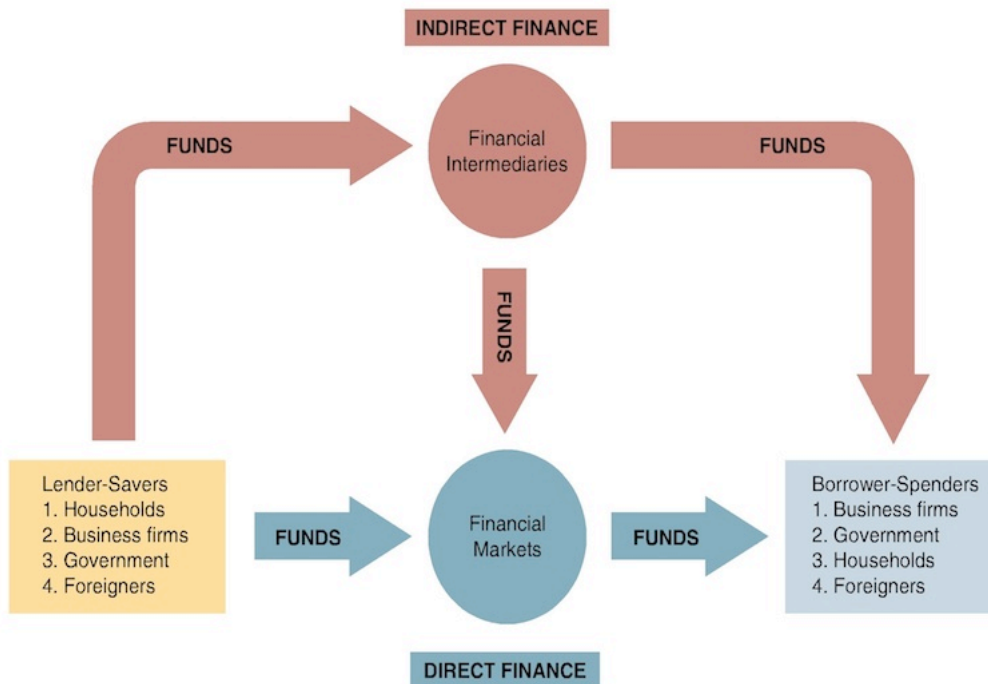 INDIRECT FINANCE
FUNDS
Financial
Intermediaries
FUNDS
FUNDS
Lender-Savers
1. Households
2. Business firms
3. Government
4. Foreigners
FUNDS
Financial
Markets
FUNDS
Borrower-Spenders
1. Business firms
2. Government
3. Households
4. Foreigners
DIRECT FINANCE